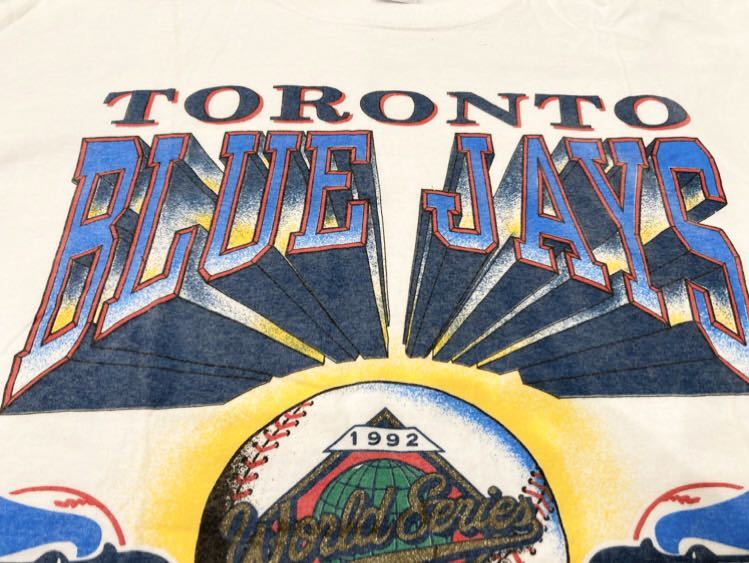 TORONTO
BLUE JAYS
1992
World Series